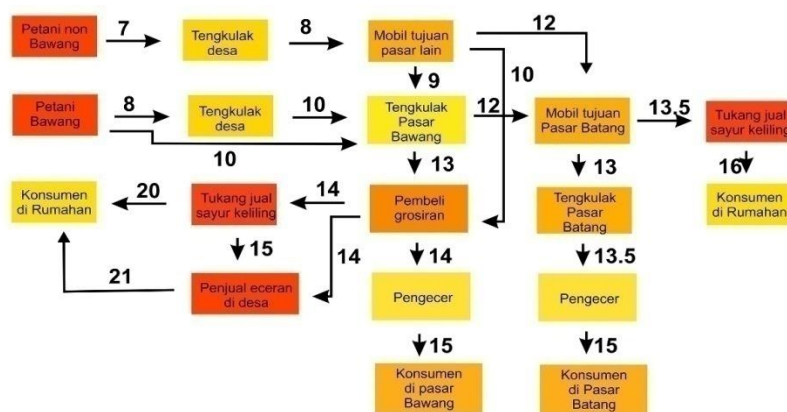 Petani non
Bawang
7
Tengkulak
desa
8
Mobil tujuan
pasar lain
12
10
9
Petani
Bawang
8
Tengkulak
desa
10
Tengkulak
Pasar
Bawang
12
Mobil tujuan
Pasar Batang
13.5
Tukang jual
sayur keliling
10
13
13
16
Konsumen
di Rumahan
20
Tukang jual
sayur keliling
14
Pembeli
grosiran
Tengkulak
Pasar
Batang
Konsumen
di Rumahan
15
14
14
13.5
21
Penjual eceran
di desa
Pengecer
Pengecer
15
15
Konsumen
di pasar
Bawang
Konsumen
di Pasar
Batang